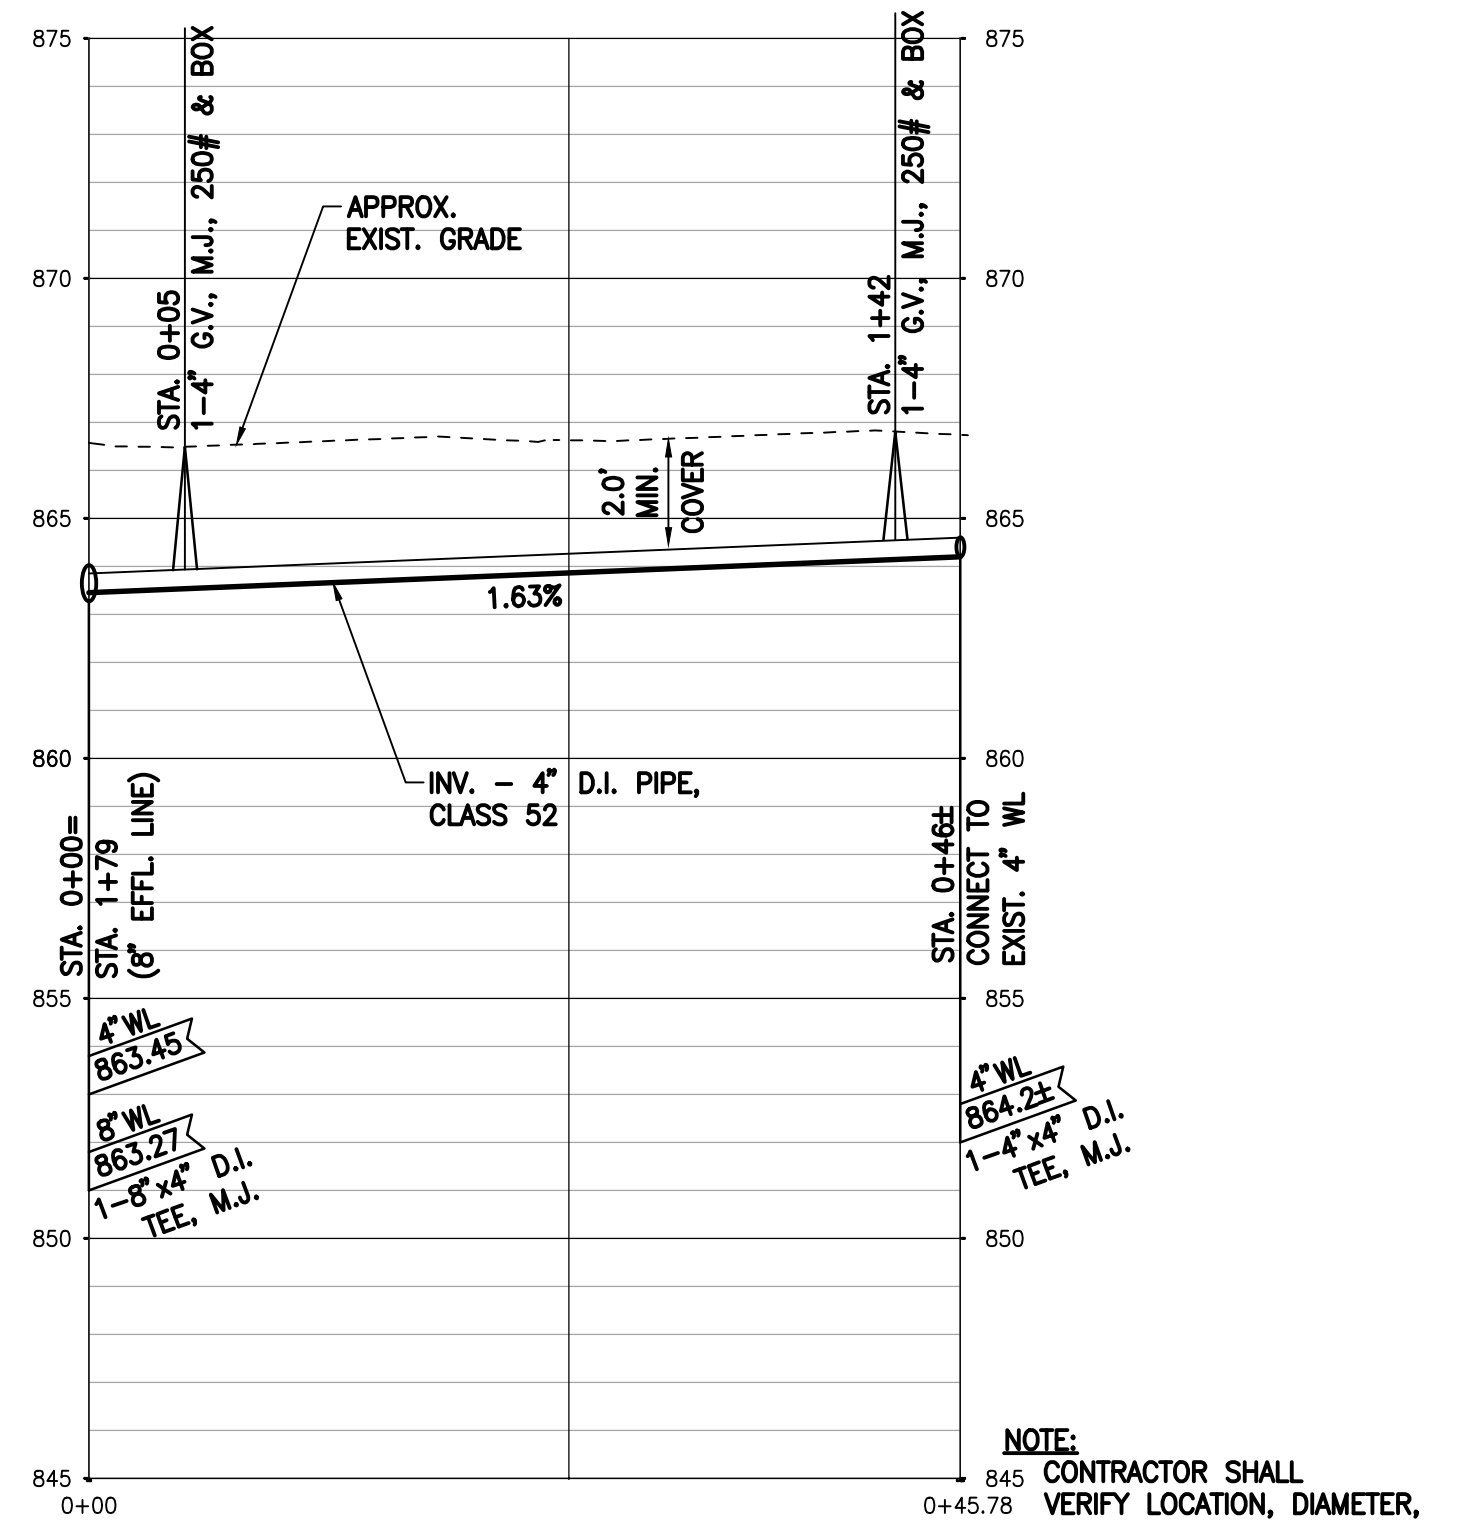 875
875
STA. 0+05
1-4" G.V., M.J., 250# & BOX
STA. 1+42
1-4" G.V., M.J., 250# & BOX
APPROX.
EXIST. GRADE
870
870
2.0'
MIN.
COVER
865
865
1.63%
860
860
INV. - 4" D.I. PIPE,
CLASS 52
STA. 0+00=
STA. 1+79
(8" EFFL. LINE)
STA. 0+46±
CONNECT TO
EXIST. 4" WL
855
855
4" WL
863.45
8" WL
863.27
1-8"x4" D.I.
TEE, M.J.
4" WL
864.2±
1-4"x4" D.I.
TEE, M.J.
850
850
845
845
0+00
0+45.78
NOTE:
CONTRACTOR SHALL
VERIFY LOCATION, DIAMETER,